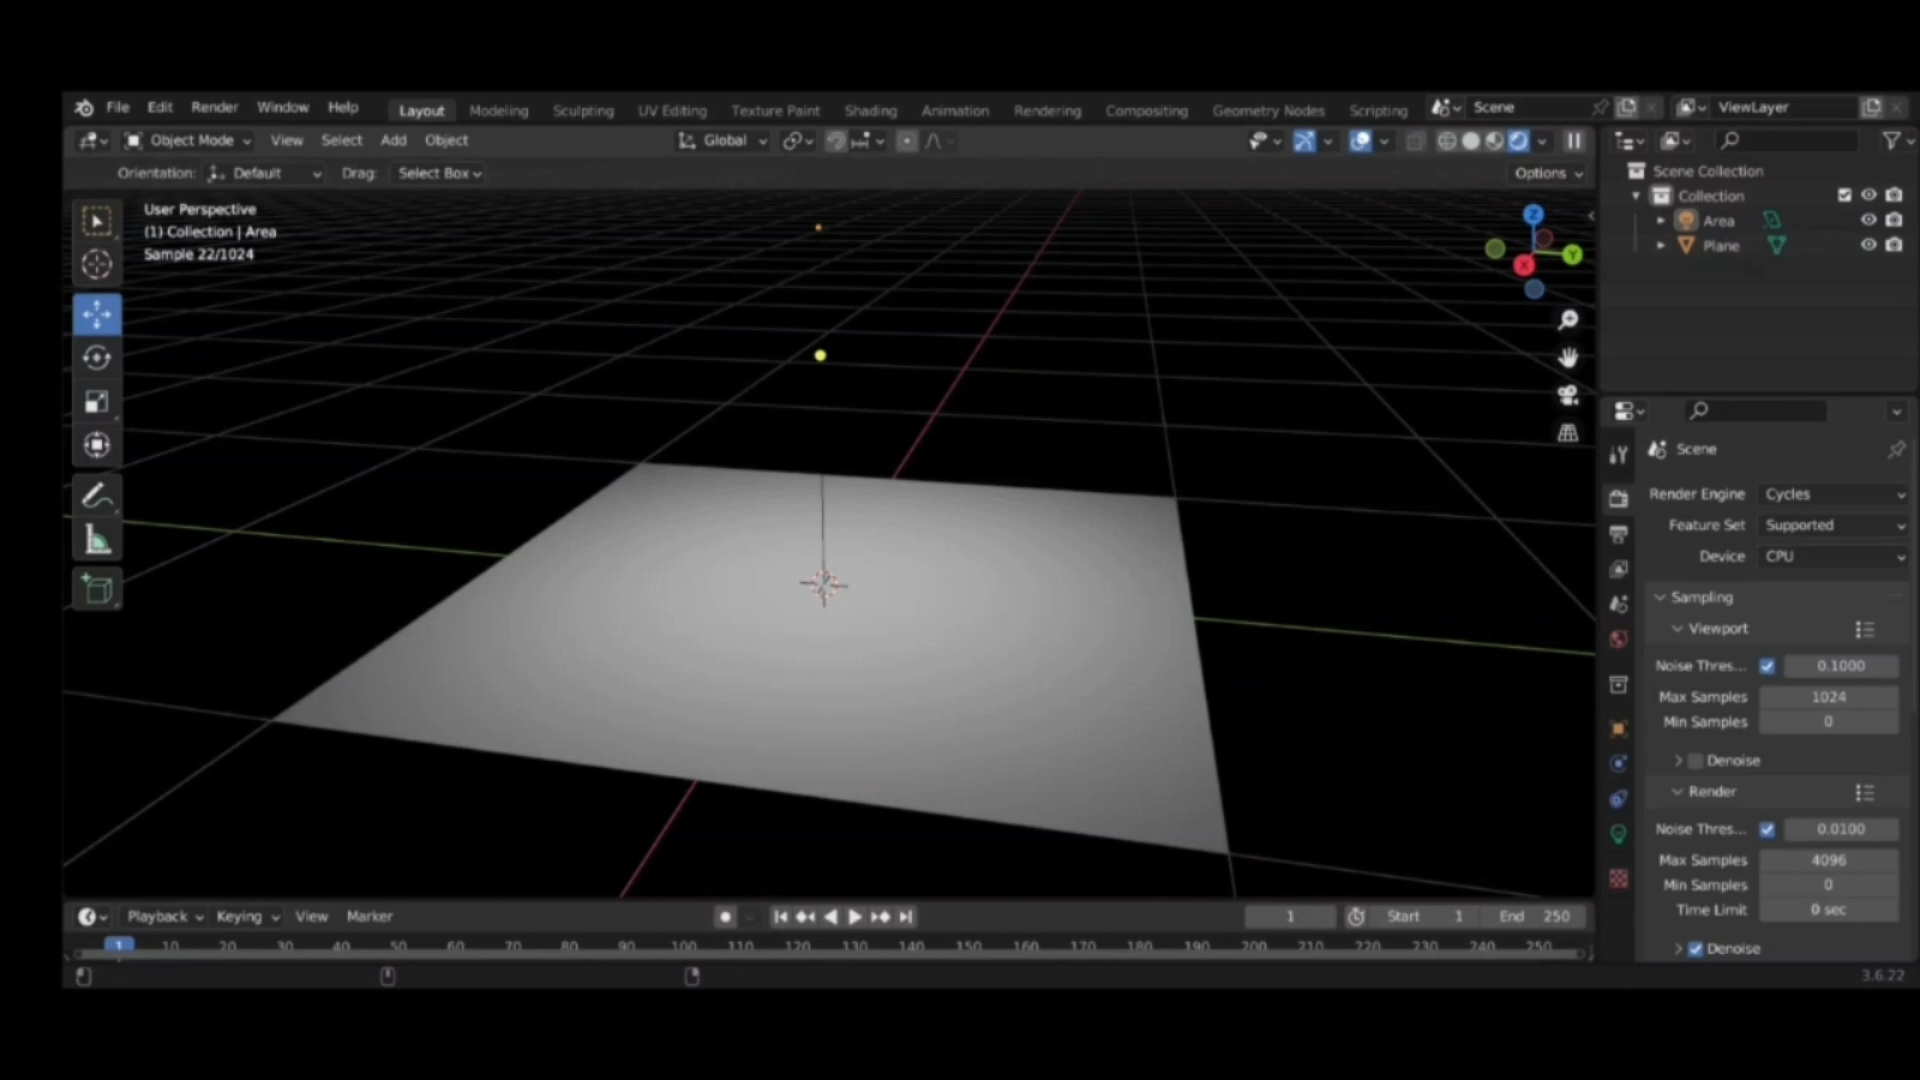 File Edit Render Window Help Layout Modeling Sculpting UV Editing Texture Paint Shading Animation Rendering Compositing Geometry Nodes Scripting Scene ViewLayer
Object Mode View Select Add Object Global
Orientation: Default Drag: Select Box Options
User Perspective
(1) Collection | Area
Sample 22/1024
Z
Y
X
Scene Collection
Collection
Area
Plane
Scene
Render Engine Cycles
Feature Set Supported
Device CPU
Sampling
Viewport
Noise Thres... 0.1000
Max Samples 1024
Min Samples 0
Denoise
Render
Noise Thres... 0.0100
Max Samples 4096
Min Samples 0
Time Limit 0 sec
Denoise
Playback Keying View Marker 1 Start 1 End 250
1 10 20 30 40 50 60 70 80 90 100 110 120 130 140 150 160 170 180 190 200 210 220 230 240 250
3.6.22